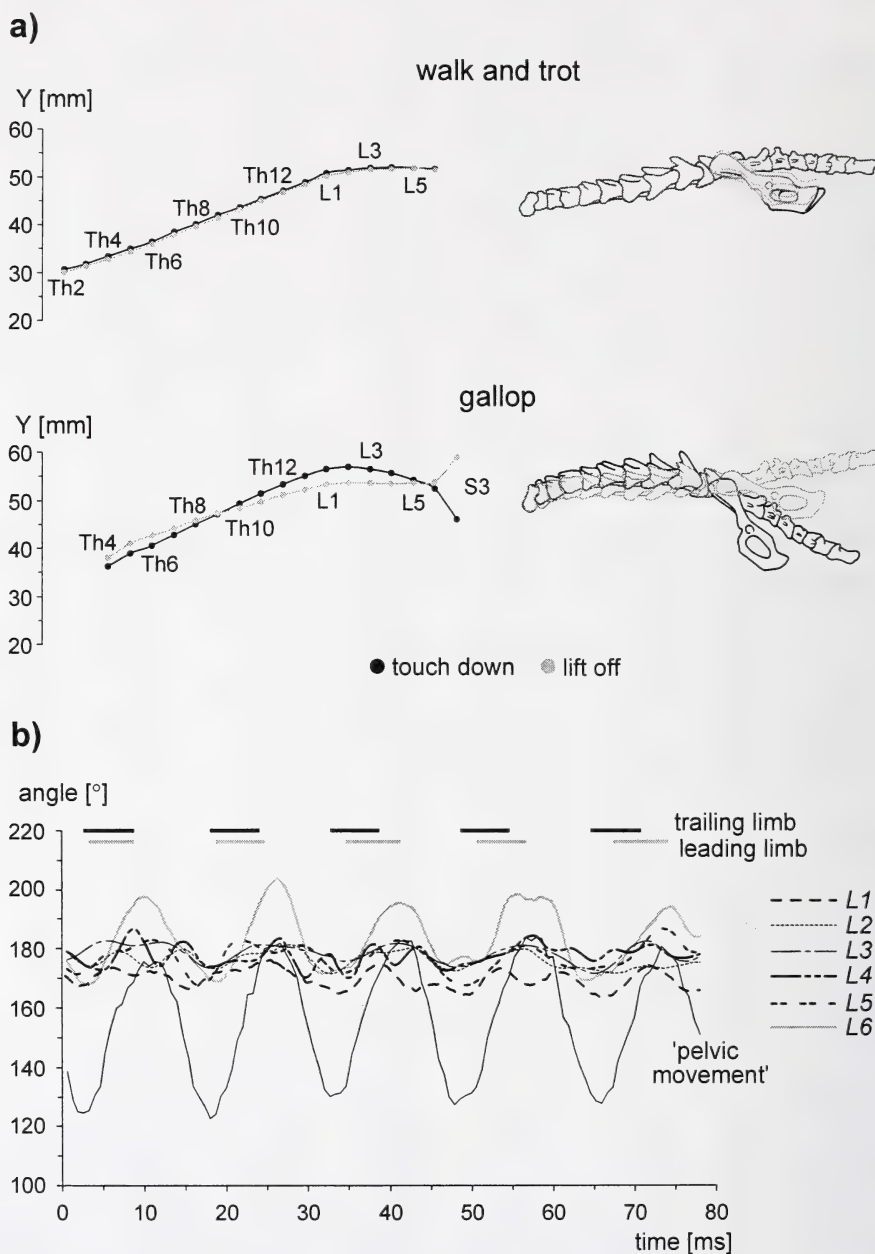 a)
walk and trot
Y [mm]
60
50
40
30
20
Th2
Th4
Th6
Th8
Th10
Th12
L1
L3
L5
gallop
Y [mm]
60
50
40
30
20
Th4
Th6
Th8
Th10
Th12
L1
L3
L5
S3
touch down lift off
b)
angle [°]
220
200
180
160
140
120
100
trailing limb
leading limb
L1
L2
L3
L4
L5
L6
'pelvic
movement'
0 10 20 30 40 50 60 70 80
time [ms]